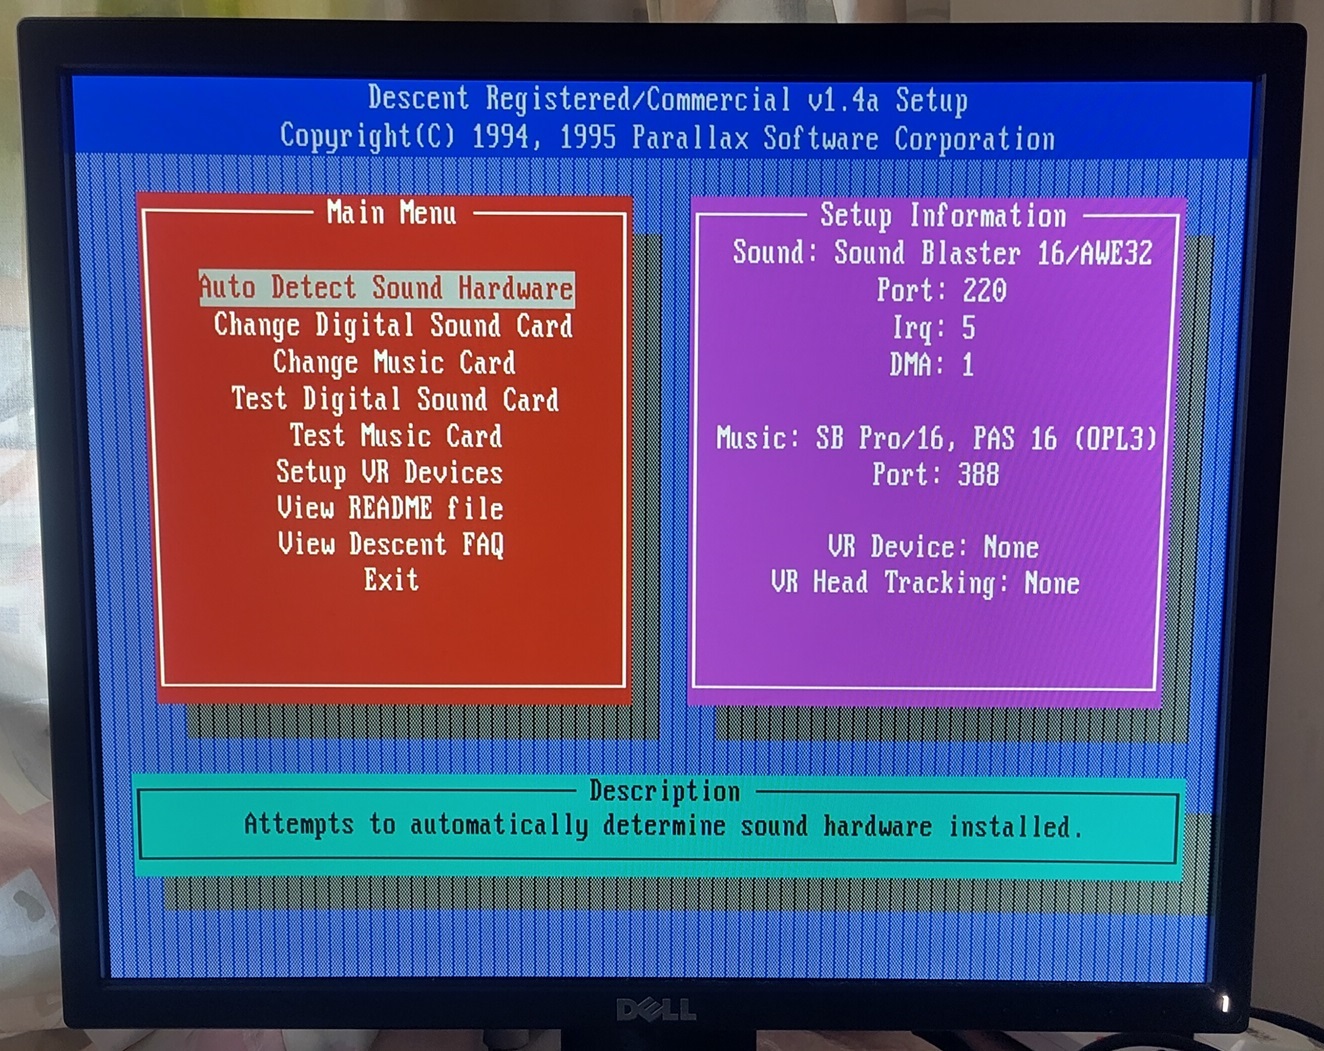 Descent Registered/Commercial v1.4a Setup
Copyright(C) 1994, 1995 Parallax Software Corporation
Main Menu
Auto Detect Sound Hardware
Change Digital Sound Card
Change Music Card
Test Digital Sound Card
Test Music Card
Setup VR Devices
View README file
View Descent FAQ
Exit
Setup Information
Sound: Sound Blaster 16/AWE32
Port: 220
Irq: 5
DMA: 1
Music: SB Pro/16, PAS 16 (OPL3)
Port: 388
VR Device: None
VR Head Tracking: None
Description
Attempts to automatically determine sound hardware installed.
DELL